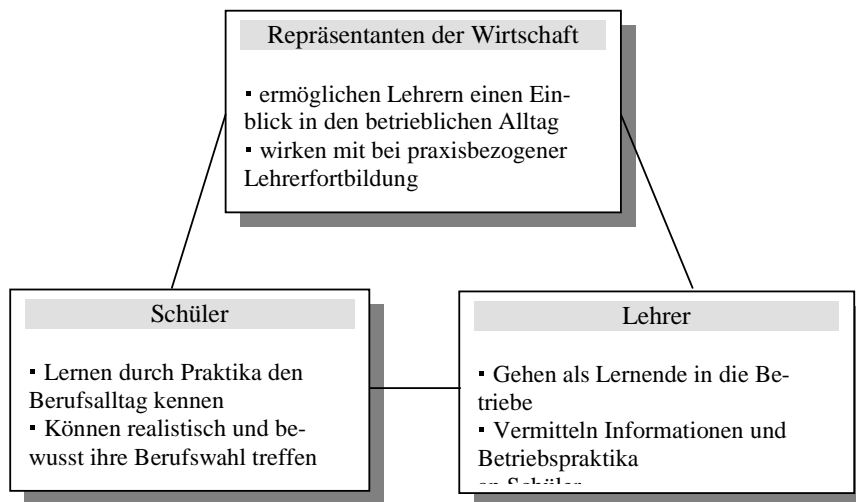 Repräsentanten der Wirtschaft
▪ ermöglichen Lehrern einen Ein-
blick in den betrieblichen Alltag
▪ wirken mit bei praxisbezogener
Lehrerfortbildung
Schüler
▪ Lernen durch Praktika den
Berufsalltag kennen
▪ Können realistisch und be-
wusst ihre Berufswahl treffen
Lehrer
▪ Gehen als Lernende in die Be-
triebe
▪ Vermitteln Informationen und
Betriebspraktika
an Schüler